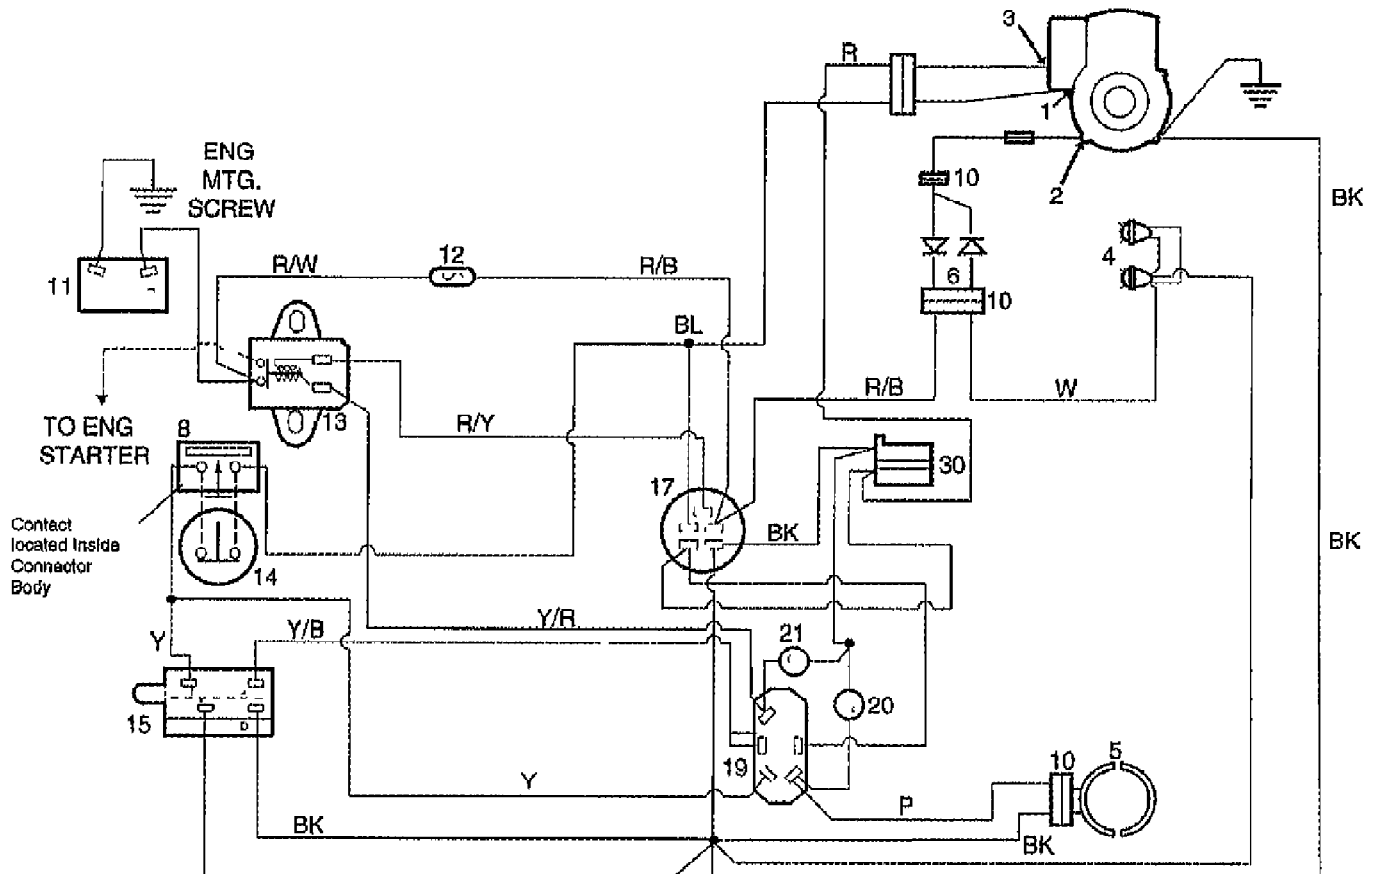 3
R
1
ENG
MTG.
SCREW
10
2
BK
4
12
R/W
R/B
11
6
10
BL
R/B
W
13
TO ENG
STARTER
8
R/Y
30
17
Contact
located Inside
Connector
Body
BK
BK
14
Y/R
Y
Y/B
21
20
15
19
10
5
Y
P
BK
BK